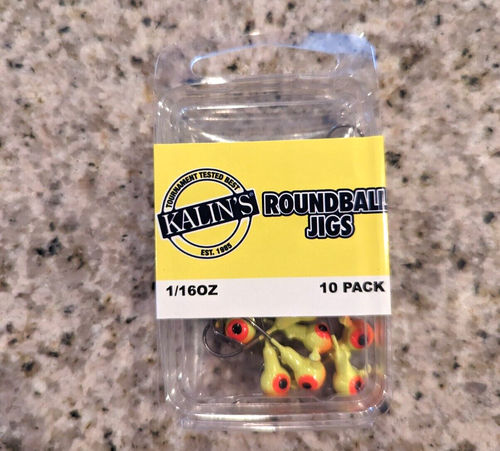 TOURNAMENT TESTED BEST
KALIN'S
EST. 1985
ROUNDBALL
JIGS
1/16OZ
10 PACK